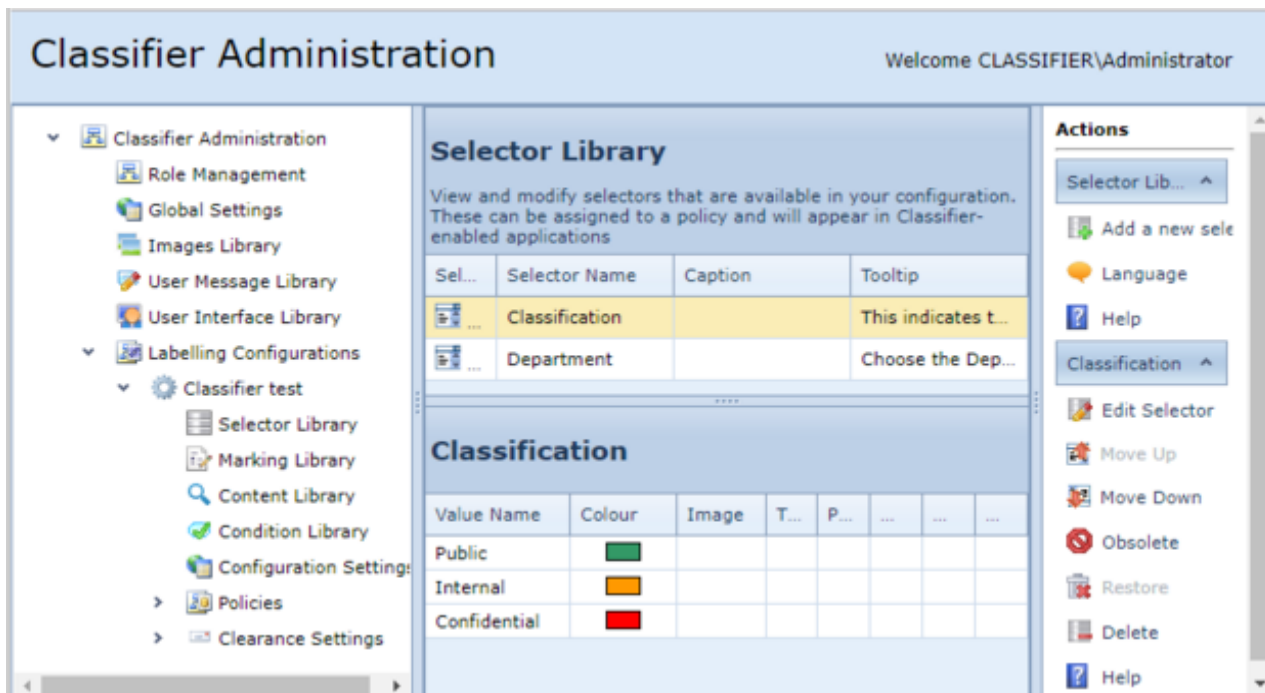 Classifier Administration
Welcome CLASSIFIER\Administrator
Classifier Administration
Role Management
Global Settings
Images Library
User Message Library
User Interface Library
Labelling Configurations
Classifier test
Selector Library
Marking Library
Content Library
Condition Library
Configuration Settings
Policies
Clearance Settings
Selector Library
View and modify selectors that are available in your configuration.
These can be assigned to a policy and will appear in Classifier-
enabled applications
Sel... Selector Name Caption Tooltip
... Classification This indicates t...
... Department Choose the Dep...
Classification
Value Name Colour Image T... P... ... ... ...
Public
Internal
Confidential
Actions
Selector Lib...
Add a new sele
Language
Help
Classification
Edit Selector
Move Up
Move Down
Obsolete
Restore
Delete
Help